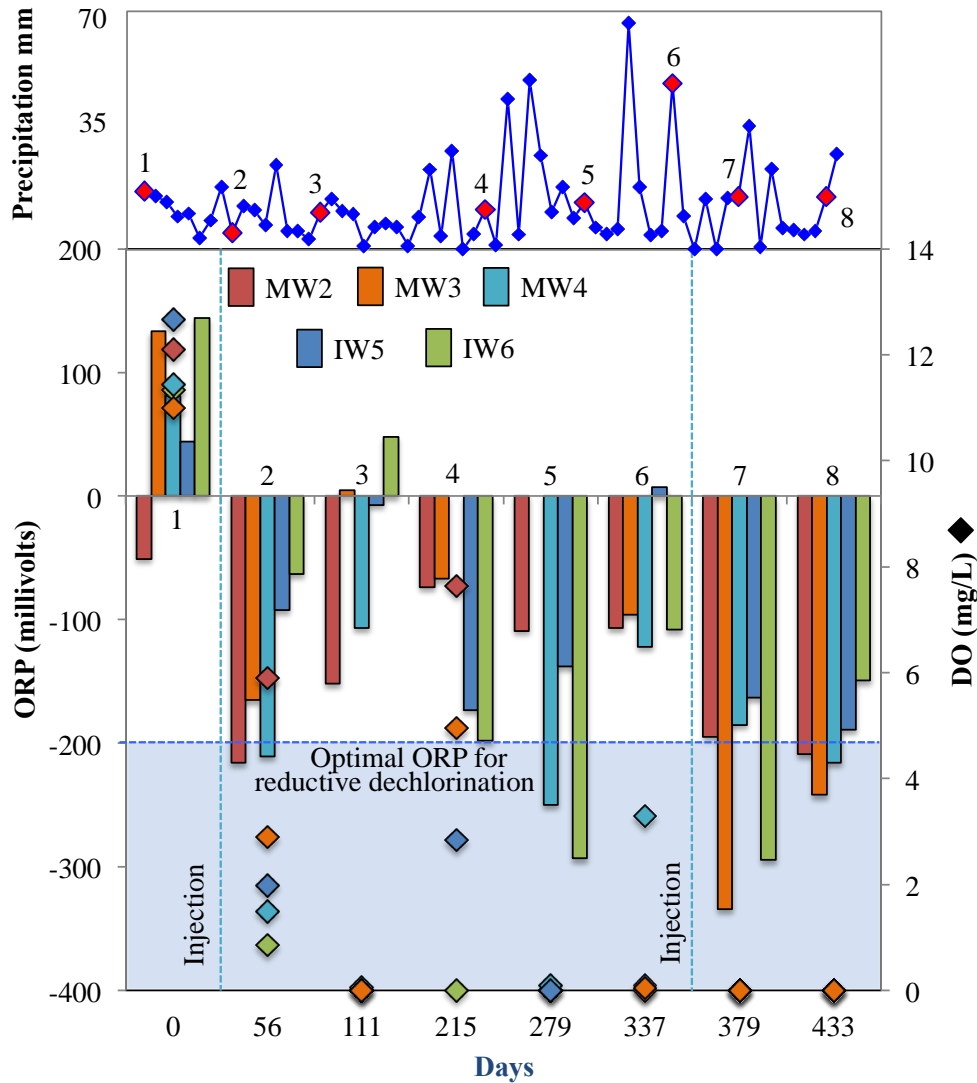 70
35
Precipitation mm
1
2
3
4
5
6
7
8
200
100
0
-100
-200
-300
-400
ORP (millivolts)
14
12
10
8
6
4
2
0
DO (mg/L)
MW2
MW3
MW4
IW5
IW6
1
2
3
4
5
6
7
8
Optimal ORP for
reductive dechlorination
Injection
Injection
0 56 111 215 279 337 379 433
Days